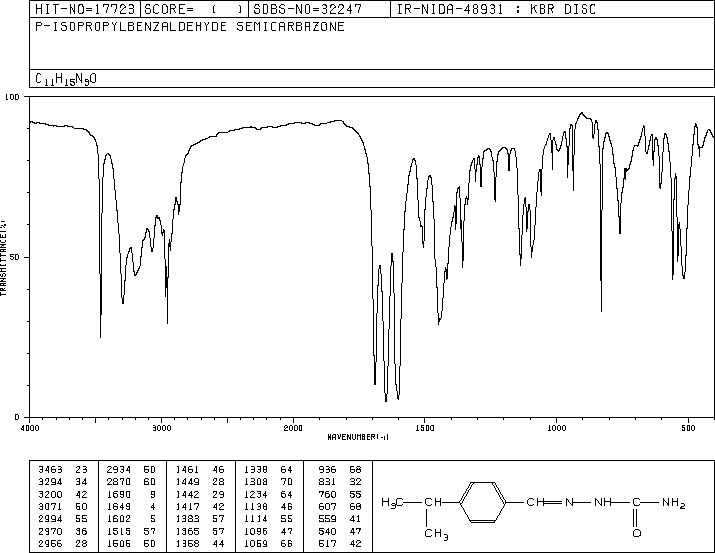 HIT-NO=17723 SCORE= ( ) SDBS-NO=32247 IR-NIDA-48931 : KBR DISC
P-ISOPROPYLBENZALDEHYDE SEMICARBAZONE
C11H15N3O
100
50
0
TRANSMITTANCE(%)
4000 3000 2000 1500 1000 500
WAVENUMBER(-1)
3463 23 2934 60 1461 46 1338 64 936 68
3294 34 2870 60 1449 28 1308 70 831 32
3200 42 1690 9 1442 29 1234 64 760 55
3071 50 1649 4 1417 42 1138 46 607 68
2994 55 1602 5 1383 57 1114 55 559 41
2970 36 1515 57 1365 57 1096 47 540 47
2956 28 1506 50 1358 44 1059 66 517 42
H3C CH CH N NH C NH2
CH3 O